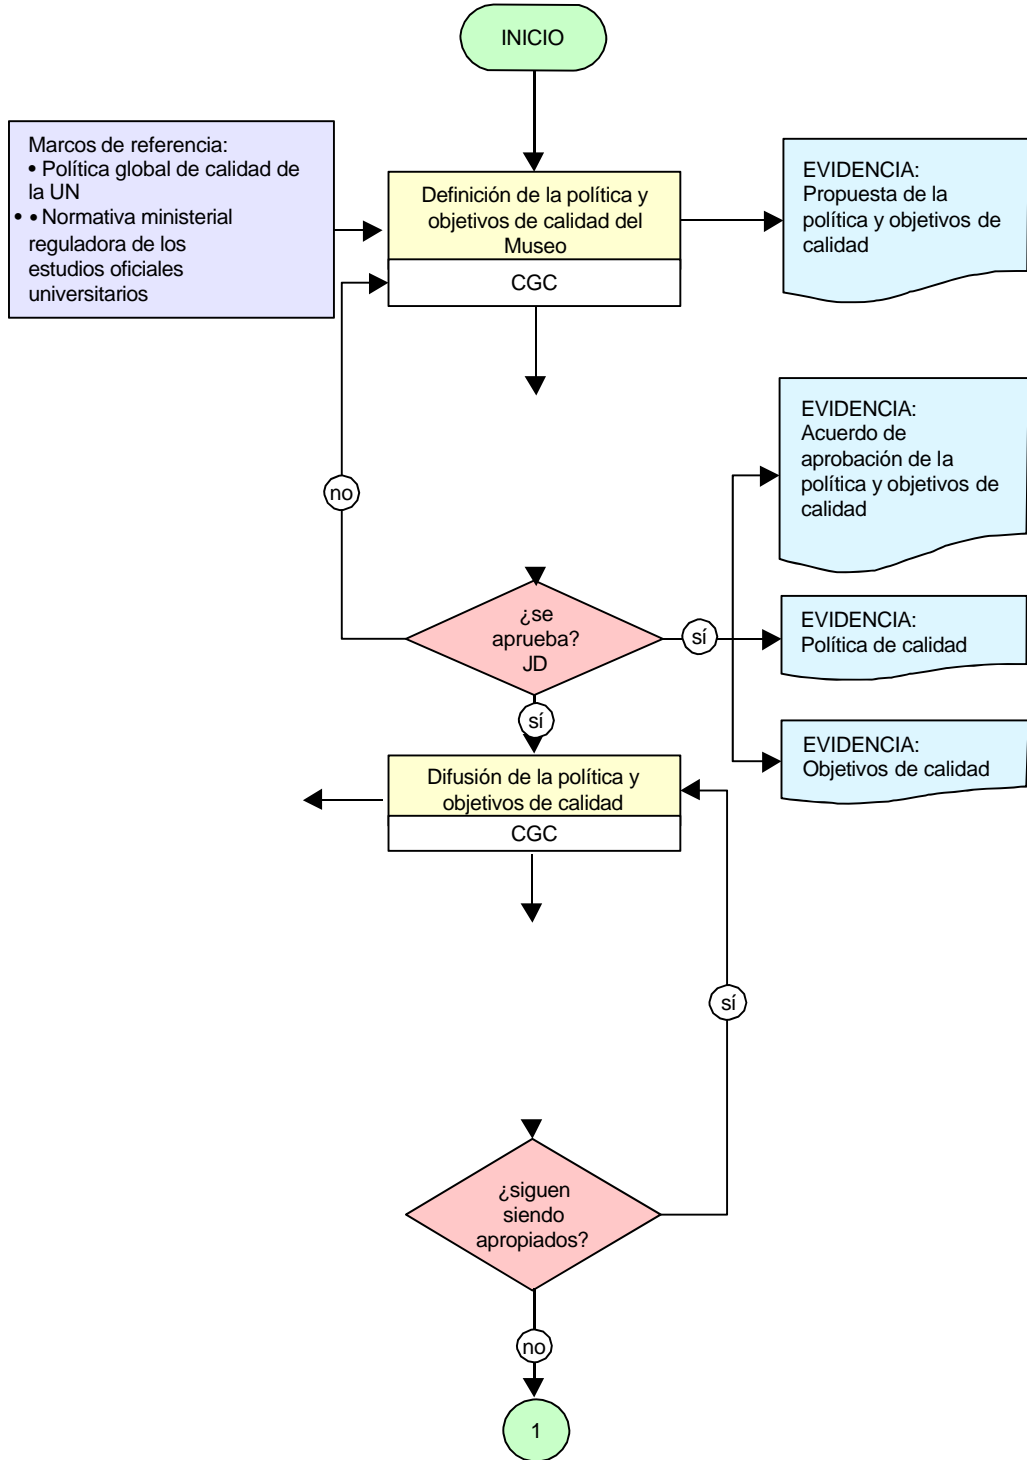 INICIO
Marcos de referencia:
• Política global de calidad de
la UN
• • Normativa ministerial
reguladora de los
estudios oficiales
universitarios
Definición de la política y
objetivos de calidad del
Museo
CGC
EVIDENCIA:
Propuesta de la
política y objetivos de
calidad
no
EVIDENCIA:
Acuerdo de
aprobación de la
política y objetivos de
calidad
¿se
aprueba?
JD
sí
EVIDENCIA:
Política de calidad
sí
EVIDENCIA:
Objetivos de calidad
Difusión de la política y
objetivos de calidad
CGC
sí
¿siguen
siendo
apropiados?
no
1